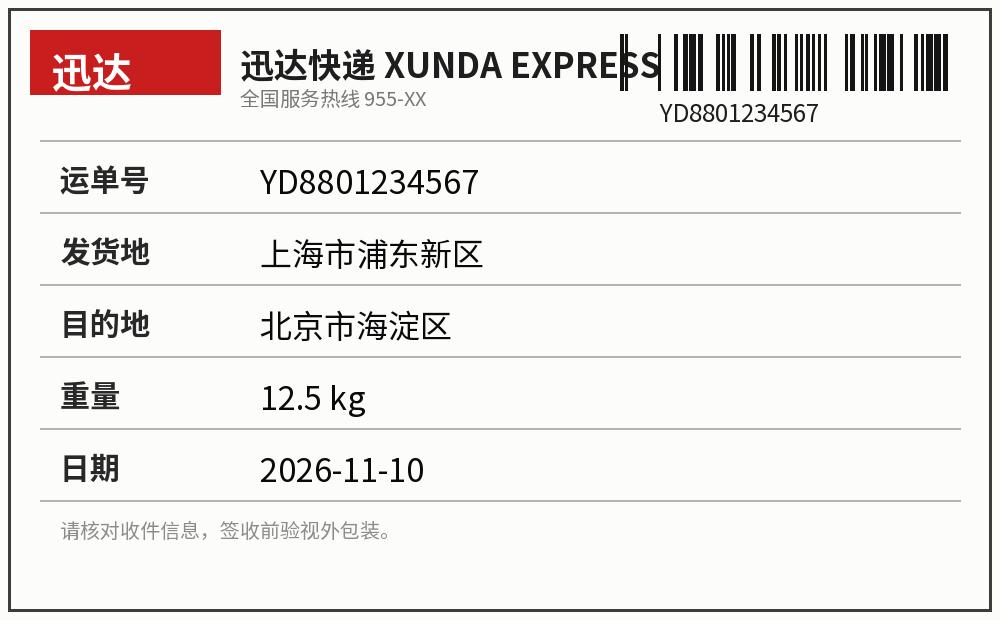 迅达
迅达快递 XUNDA EXPRESS
全国服务热线 955-XX
YD8801234567
运单号 YD8801234567
发货地 上海市浦东新区
目的地 北京市海淀区
重量 12.5 kg
日期 2026-11-10
请核对收件信息，签收前验视外包装。